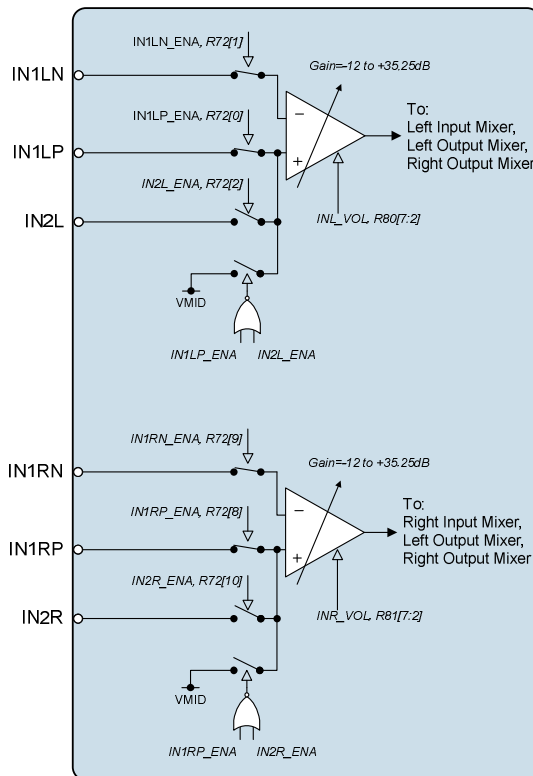 IN1LN_ENA, R72[1]
Gain=-12 to +35.25dB
IN1LN
IN1LP_ENA, R72[0]
To:
Left Input Mixer,
Left Output Mixer,
Right Output Mixer
IN1LP
IN2L_ENA, R72[2]
IN2L
INL_VOL, R80[7:2]
VMID
IN1LP_ENA
IN2L_ENA
IN1RN_ENA, R72[9]
Gain=-12 to +35.25dB
IN1RN
IN1RP_ENA, R72[8]
To:
Right Input Mixer,
Left Output Mixer,
Right Output Mixer
IN1RP
IN2R_ENA, R72[10]
IN2R
INR_VOL, R81[7:2]
VMID
IN1RP_ENA
IN2R_ENA